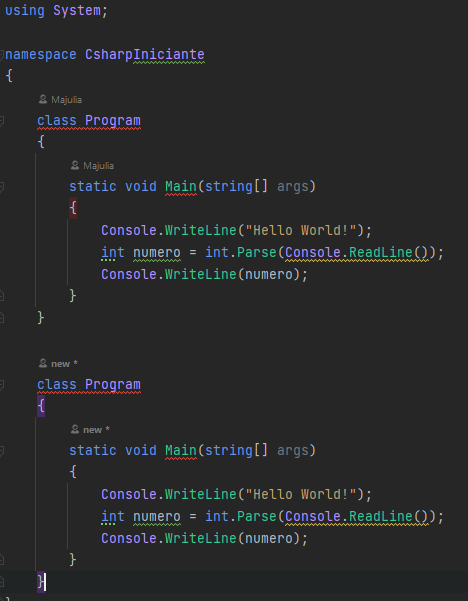 using System;
namespace CsharpIniciante
{
Majulia
class Program
{
Majulia
static void Main(string[] args)
{
Console.WriteLine("Hello World!");
int numero = int.Parse(Console.ReadLine());
Console.WriteLine(numero);
}
}
new *
class Program
{
new *
static void Main(string[] args)
{
Console.WriteLine("Hello World!");
int numero = int.Parse(Console.ReadLine());
Console.WriteLine(numero);
}
}
}